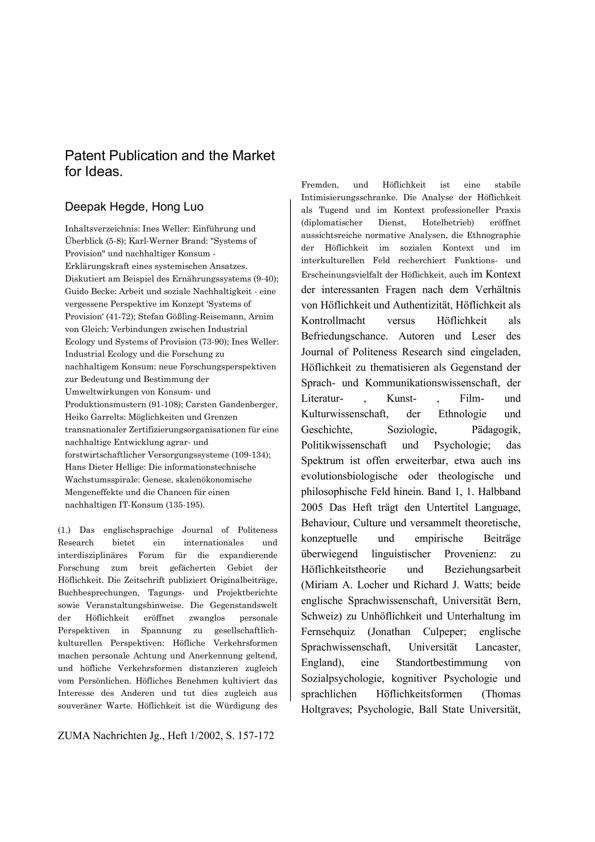 Patent Publication and the Market
for Ideas.
Deepak Hegde, Hong Luo
Inhaltsverzeichnis: Ines Weller: Einführung und
Überblick (5-8); Karl-Werner Brand: "Systems of
Provision" und nachhaltiger Konsum -
Erklärungskraft eines systemischen Ansatzes.
Diskutiert am Beispiel des Ernährungssystems (9-40);
Guido Becke: Arbeit und soziale Nachhaltigkeit - eine
vergessene Perspektive im Konzept 'Systems of
Provision' (41-72); Stefan Gößling-Reisemann, Arnim
von Gleich: Verbindungen zwischen Industrial
Ecology und Systems of Provision (73-90); Ines Weller:
Industrial Ecology und die Forschung zu
nachhaltigem Konsum: neue Forschungsperspektiven
zur Bedeutung und Bestimmung der
Umweltwirkungen von Konsum- und
Produktionsmustern (91-108); Carsten Gandenberger,
Heiko Garrelts: Möglichkeiten und Grenzen
transnationaler Zertifizierungsorganisationen für eine
nachhaltige Entwicklung agrar- und
forstwirtschaftlicher Versorgungssysteme (109-134);
Hans Dieter Hellige: Die informationstechnische
Wachstumsspirale: Genese, skalenökonomische
Mengeneffekte und die Chancen für einen
nachhaltigen IT-Konsum (135-195).
(1.) Das englischsprachige Journal of Politeness
Research bietet ein internationales und
interdisziplinäres Forum für die expandierende
Forschung zum breit gefächerten Gebiet der
Höflichkeit. Die Zeitschrift publiziert Originalbeiträge,
Buchbesprechungen, Tagungs- und Projektberichte
sowie Veranstaltungshinweise. Die Gegenstandswelt
der Höflichkeit eröffnet zwanglos personale
Perspektiven in Spannung zu gesellschaftlich-
kulturellen Perspektiven: Höfliche Verkehrsformen
machen personale Achtung und Anerkennung geltend,
und höfliche Verkehrsformen distanzieren zugleich
vom Persönlichen. Höfliches Benehmen kultiviert das
Interesse des Anderen und tut dies zugleich aus
souveräner Warte. Höflichkeit ist die Würdigung des
Fremden, und Höflichkeit ist eine stabile
Intimisierungsschranke. Die Analyse der Höflichkeit
als Tugend und im Kontext professioneller Praxis
(diplomatischer Dienst, Hotelbetrieb) eröffnet
aussichtsreiche normative Analysen, die Ethnographie
der Höflichkeit im sozialen Kontext und im
interkulturellen Feld recherchiert Funktions- und
Erscheinungsvielfalt der Höflichkeit, auch im Kontext
der interessanten Fragen nach dem Verhältnis
von Höflichkeit und Authentizität, Höflichkeit als
Kontrollmacht versus Höflichkeit als
Befriedungschance. Autoren und Leser des
Journal of Politeness Research sind eingeladen,
Höflichkeit zu thematisieren als Gegenstand der
Sprach- und Kommunikationswissenschaft, der
Literatur- , Kunst- , Film- und
Kulturwissenschaft, der Ethnologie und
Geschichte, Soziologie, Pädagogik,
Politikwissenschaft und Psychologie; das
Spektrum ist offen erweiterbar, etwa auch ins
evolutionsbiologische oder theologische und
philosophische Feld hinein. Band 1, 1. Halbband
2005 Das Heft trägt den Untertitel Language,
Behaviour, Culture und versammelt theoretische,
konzeptuelle und empirische Beiträge
überwiegend linguistischer Provenienz: zu
Höflichkeitstheorie und Beziehungsarbeit
(Miriam A. Locher und Richard J. Watts; beide
englische Sprachwissenschaft, Universität Bern,
Schweiz) zu Unhöflichkeit und Unterhaltung im
Fernsehquiz (Jonathan Culpeper; englische
Sprachwissenschaft, Universität Lancaster,
England), eine Standortbestimmung von
Sozialpsychologie, kognitiver Psychologie und
sprachlichen Höflichkeitsformen (Thomas
Holtgraves; Psychologie, Ball State Universität,
ZUMA Nachrichten Jg., Heft 1/2002, S. 157-172